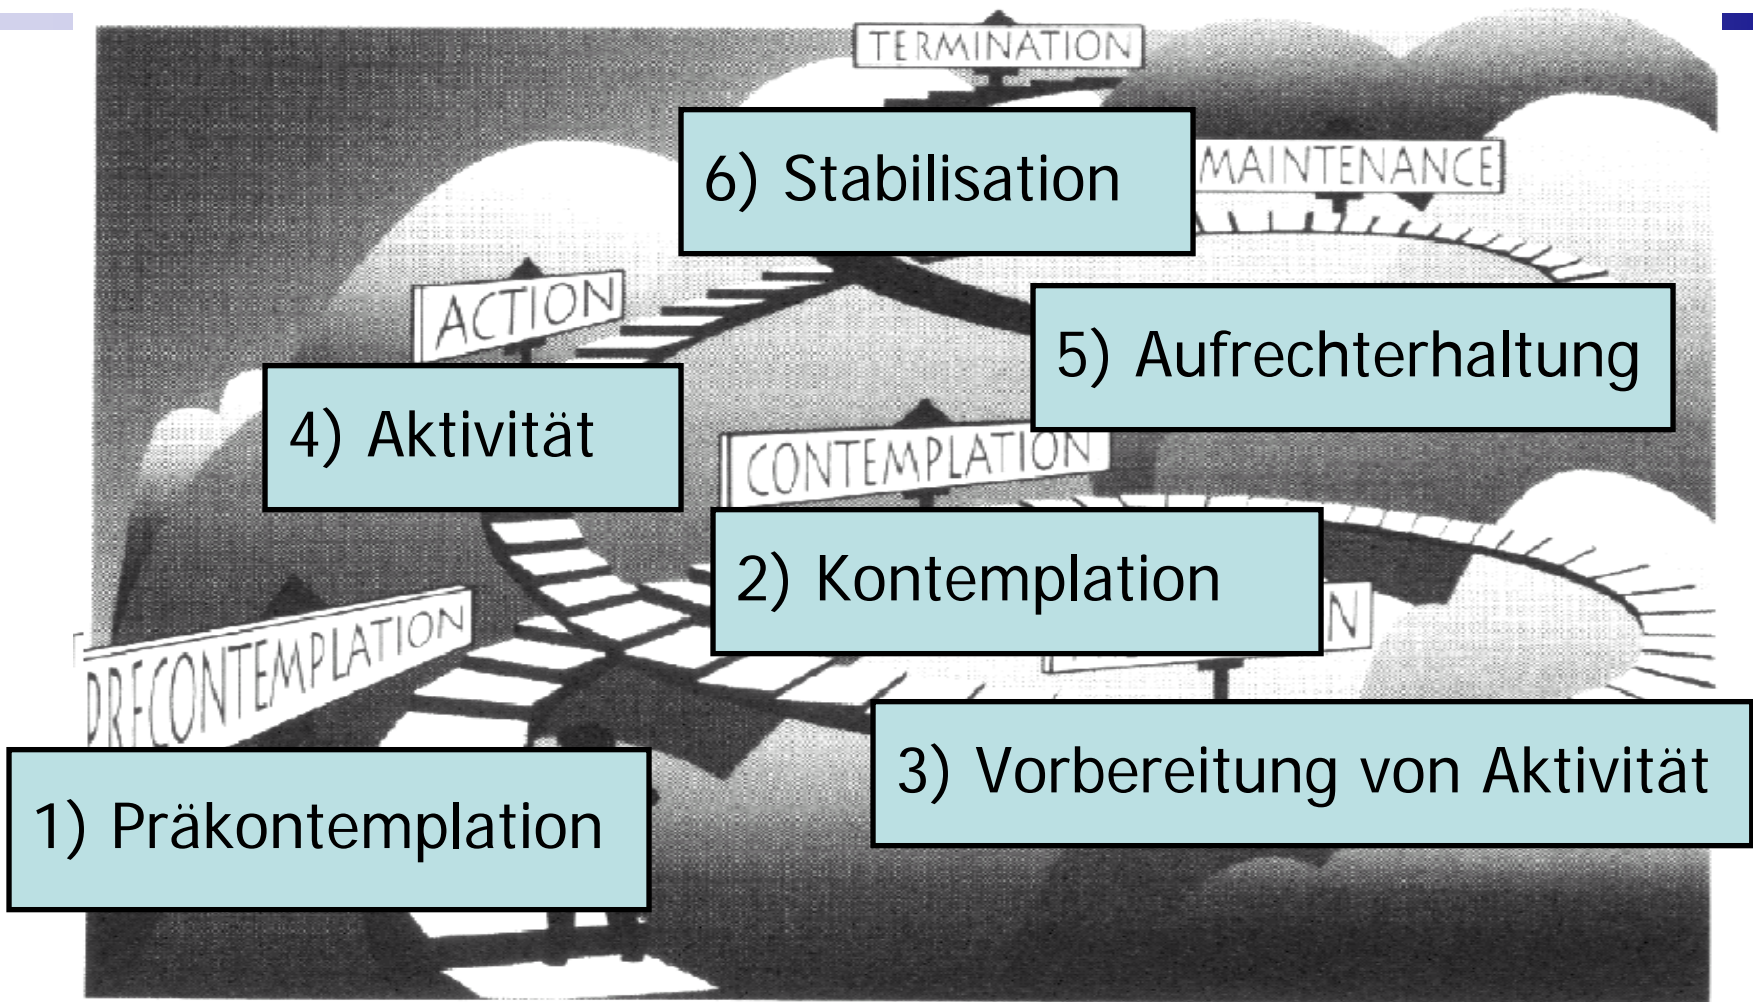 TERMINATION
6) Stabilisation
MAINTENANCE
ACTION
5) Aufrechterhaltung
4) Aktivität
CONTEMPLATION
2) Kontemplation
PRECONTEMPLATION
3) Vorbereitung von Aktivität
1) Präkontemplation